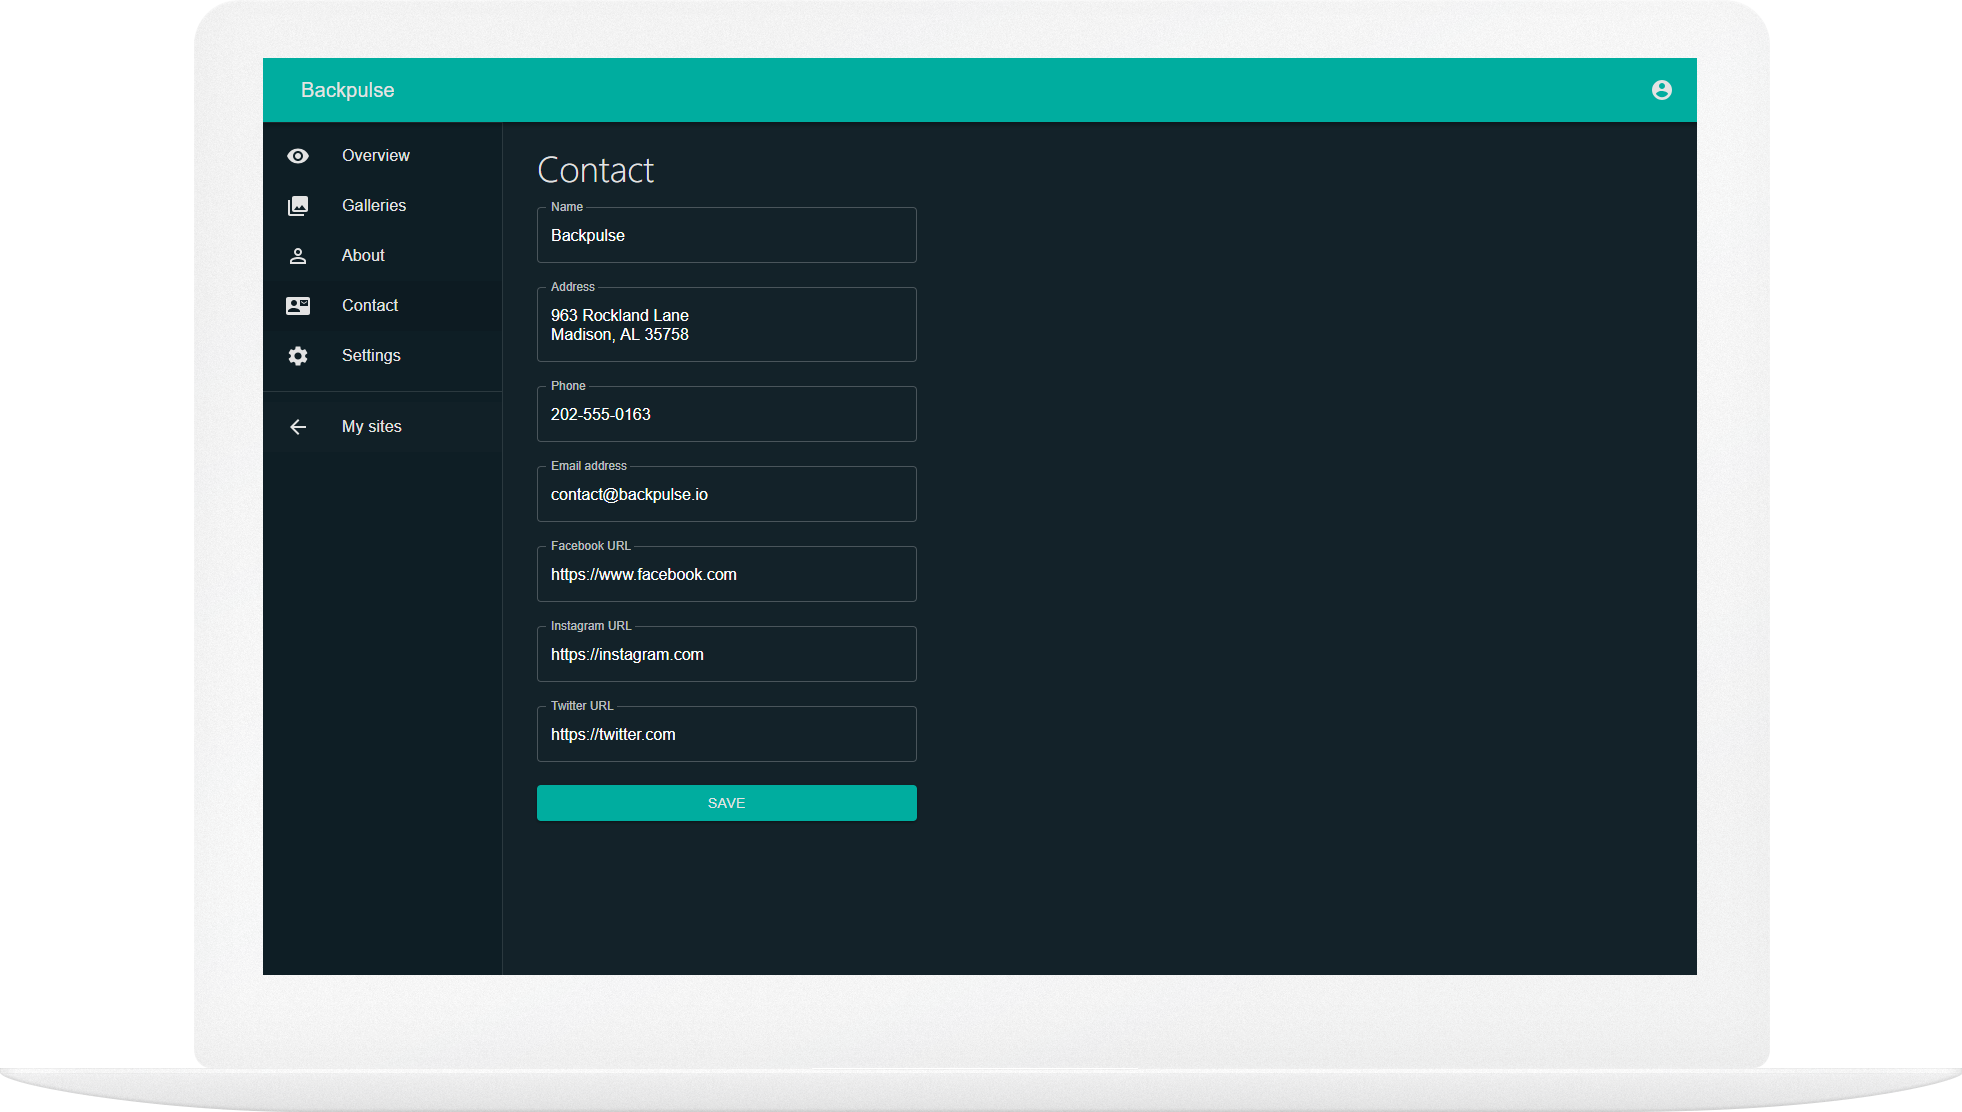 Backpulse
Overview
Galleries
About
Contact
Settings
My sites
Contact
Name
Backpulse
Address
963 Rockland Lane
Madison, AL 35758
Phone
202-555-0163
Email address
contact@backpulse.io
Facebook URL
https://www.facebook.com
Instagram URL
https://instagram.com
Twitter URL
https://twitter.com
SAVE